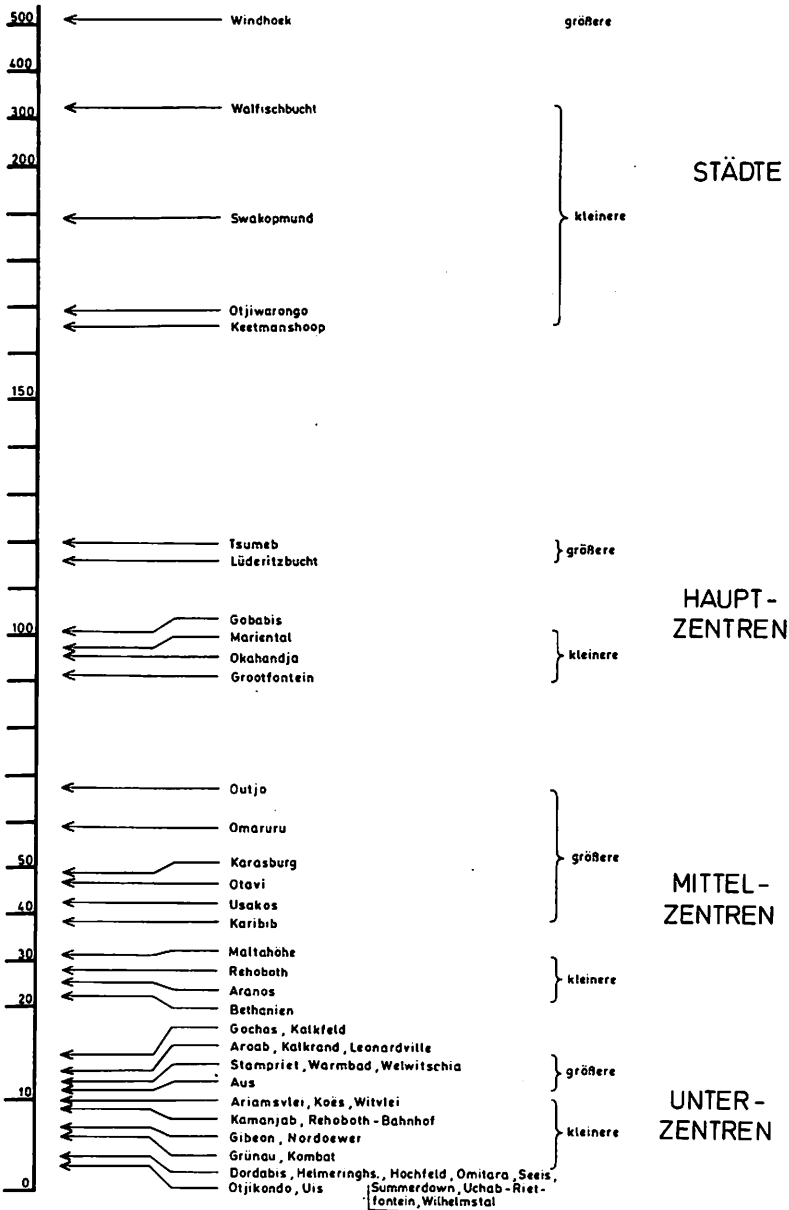 500 Windhoek größere
400
300 Walfischbucht
200
STÄDTE
Swakopmund kleinere
Otjiwarongo
Keetmanshoop
150
Tsumeb größere
Lüderitzbucht
HAUPT-
ZENTREN
Gobabis
100 Mariental
Okahandja kleinere
Grootfontein
Outjo
Omaruru
50 Karasburg größere
Otavi
MITTEL-
ZENTREN
Usakos
40 Karibib
30 Maltahöhe
Rehoboth kleinere
Aranos
20 Bethanien
Gochas, Kalkfeld
Aroab, Kalkrand, Leonardville
Stampriet, Warmbad, Welwitschia größere
Aus
10 Ariamsvlei, Koës, Witvlei
UNTER-
ZENTREN
Kamanjab, Rehoboth-Bahnhof
Gibeon, Nordoewer kleinere
Grünau, Kombat
Dordabis, Helmeringhs., Hochfeld, Omitara, Seeis,
0 Otjikondo, Uis Summerdown, Uchab-Riet-
fontein, Wilhelmstal